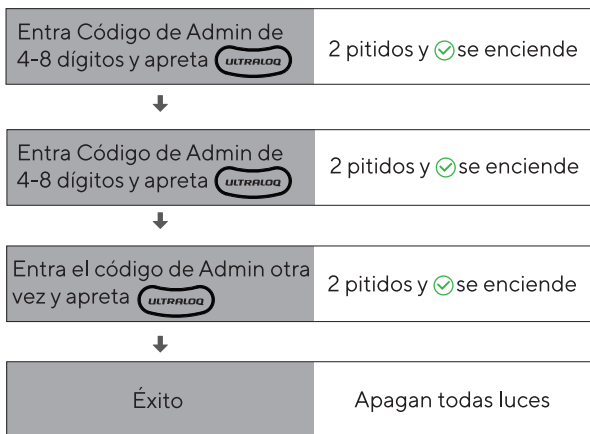 Entra Código de Admin de
4-8 dígitos y apreta ULTRALOQ
2 pitidos y se enciende
Entra Código de Admin de
4-8 dígitos y apreta ULTRALOQ
2 pitidos y se enciende
Entra el código de Admin otra
vez y apreta ULTRALOQ
2 pitidos y se enciende
Éxito
Apagan todas luces